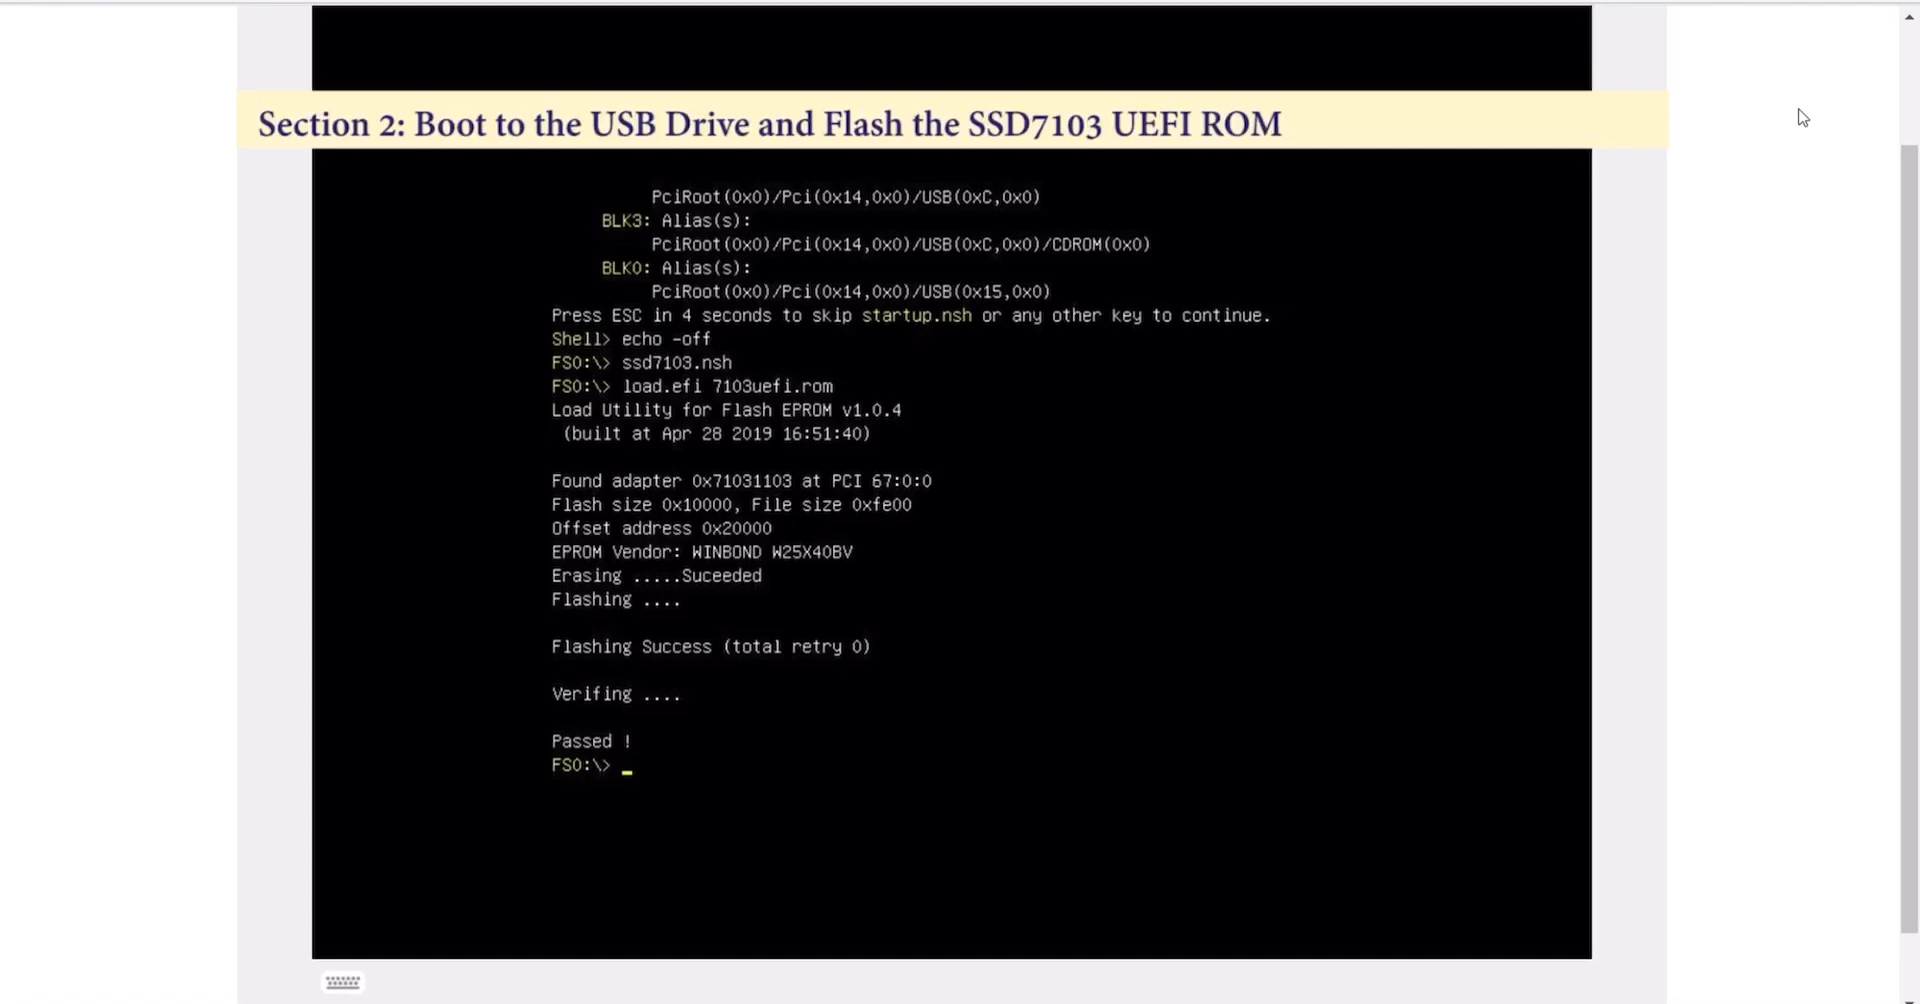 Section 2: Boot to the USB Drive and Flash the SSD7103 UEFI ROM
PciRoot(0x0)/Pci(0x14,0x0)/USB(0xC,0x0)
BLK3: Alias(s):
PciRoot(0x0)/Pci(0x14,0x0)/USB(0xC,0x0)/CDROM(0x0)
BLK0: Alias(s):
PciRoot(0x0)/Pci(0x14,0x0)/USB(0x15,0x0)
Press ESC in 4 seconds to skip startup.nsh or any other key to continue.
Shell> echo -off
FS0:\> ssd7103.nsh
FS0:\> load.efi 7103uefi.rom
Load Utility for Flash EPROM v1.0.4
(built at Apr 28 2019 16:51:40)
Found adapter 0x71031103 at PCI 67:0:0
Flash size 0x10000, File size 0xfe00
Offset address 0x20000
EPROM Vendor: WINBOND W25X40BV
Erasing .....Suceeded
Flashing ....
Flashing Success (total retry 0)
Verifing ....
Passed !
FS0:\> _